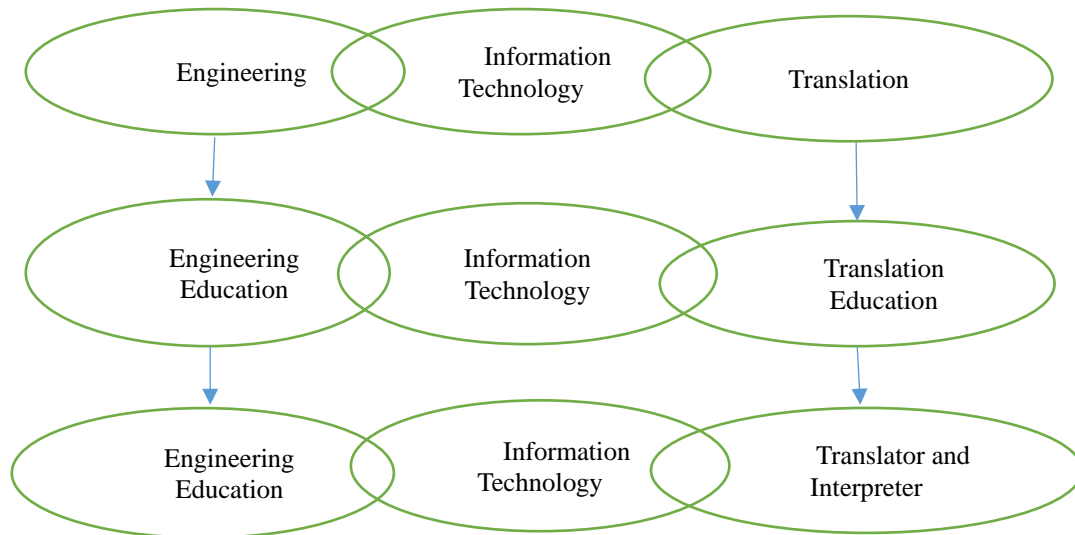 Engineering
Information
Technology
Translation
Engineering
Education
Information
Technology
Translation
Education
Engineering
Education
Information
Technology
Translator and
Interpreter